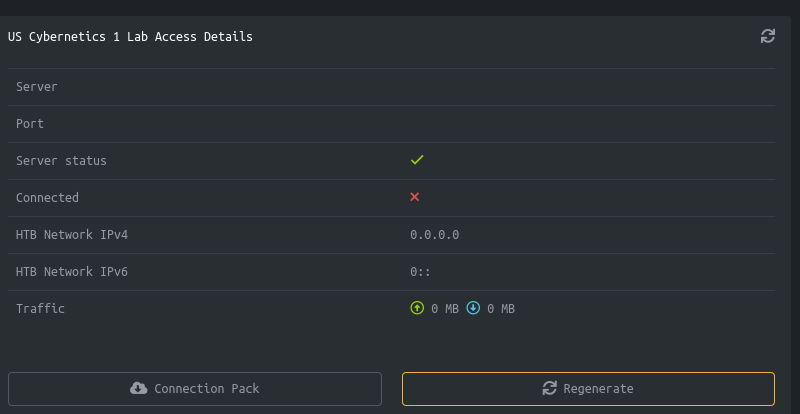 US Cybernetics 1 Lab Access Details
Server
Port
Server status
Connected
HTB Network IPv4 0.0.0.0
HTB Network IPv6 0::
Traffic 0 MB 0 MB
Connection Pack Regenerate